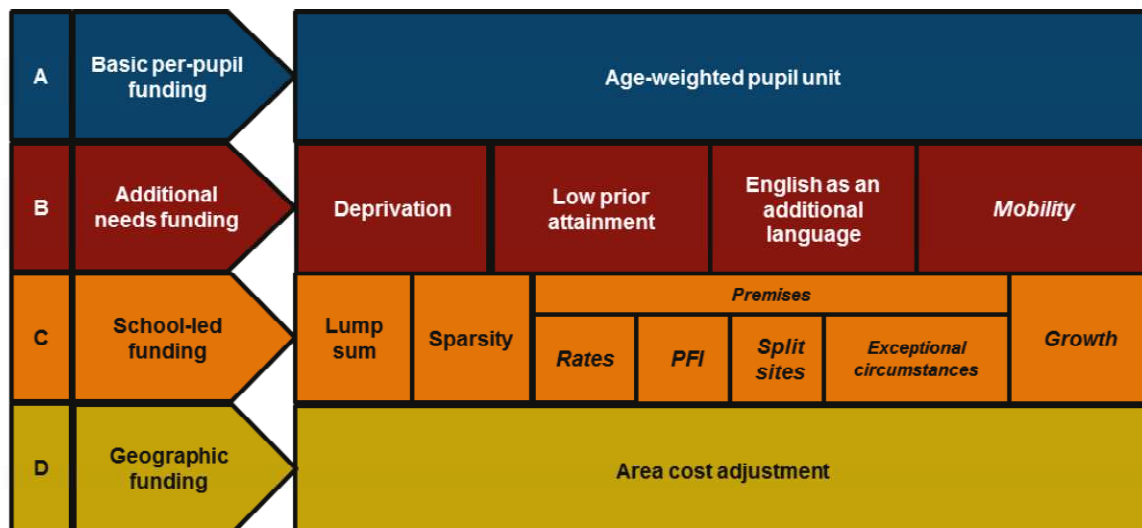 A
Basic per-pupil
funding
Age-weighted pupil unit
B
Additional
needs funding
Deprivation
Low prior
attainment
English as an
additional
language
Mobility
C
School-led
funding
Lump
sum
Sparsity
Premises
Rates
PFI
Split
sites
Exceptional
circumstances
Growth
D
Geographic
funding
Area cost adjustment